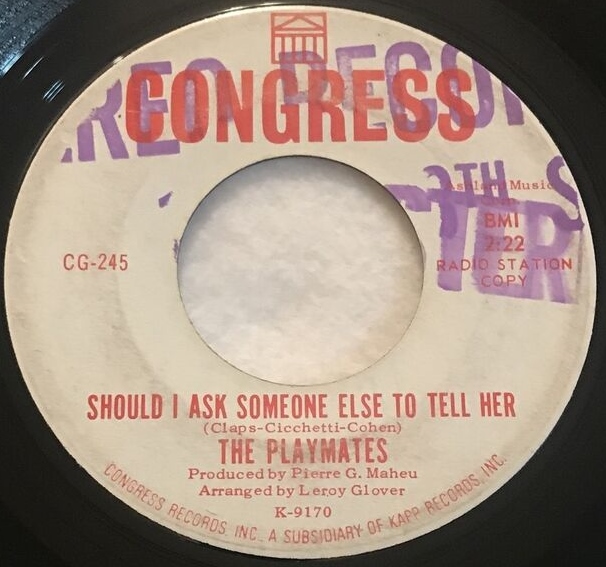 CONGRESS
CG-245
Ashland Music
BMI
2:22
RADIO STATION
COPY
SHOULD I ASK SOMEONE ELSE TO TELL HER
(Claps-Cicchetti-Cohen)
THE PLAYMATES
Produced by Pierre G. Maheu
Arranged by Leroy Glover
K-9170
CONGRESS RECORDS, INC. A SUBSIDIARY OF KAPP RECORDS, INC.